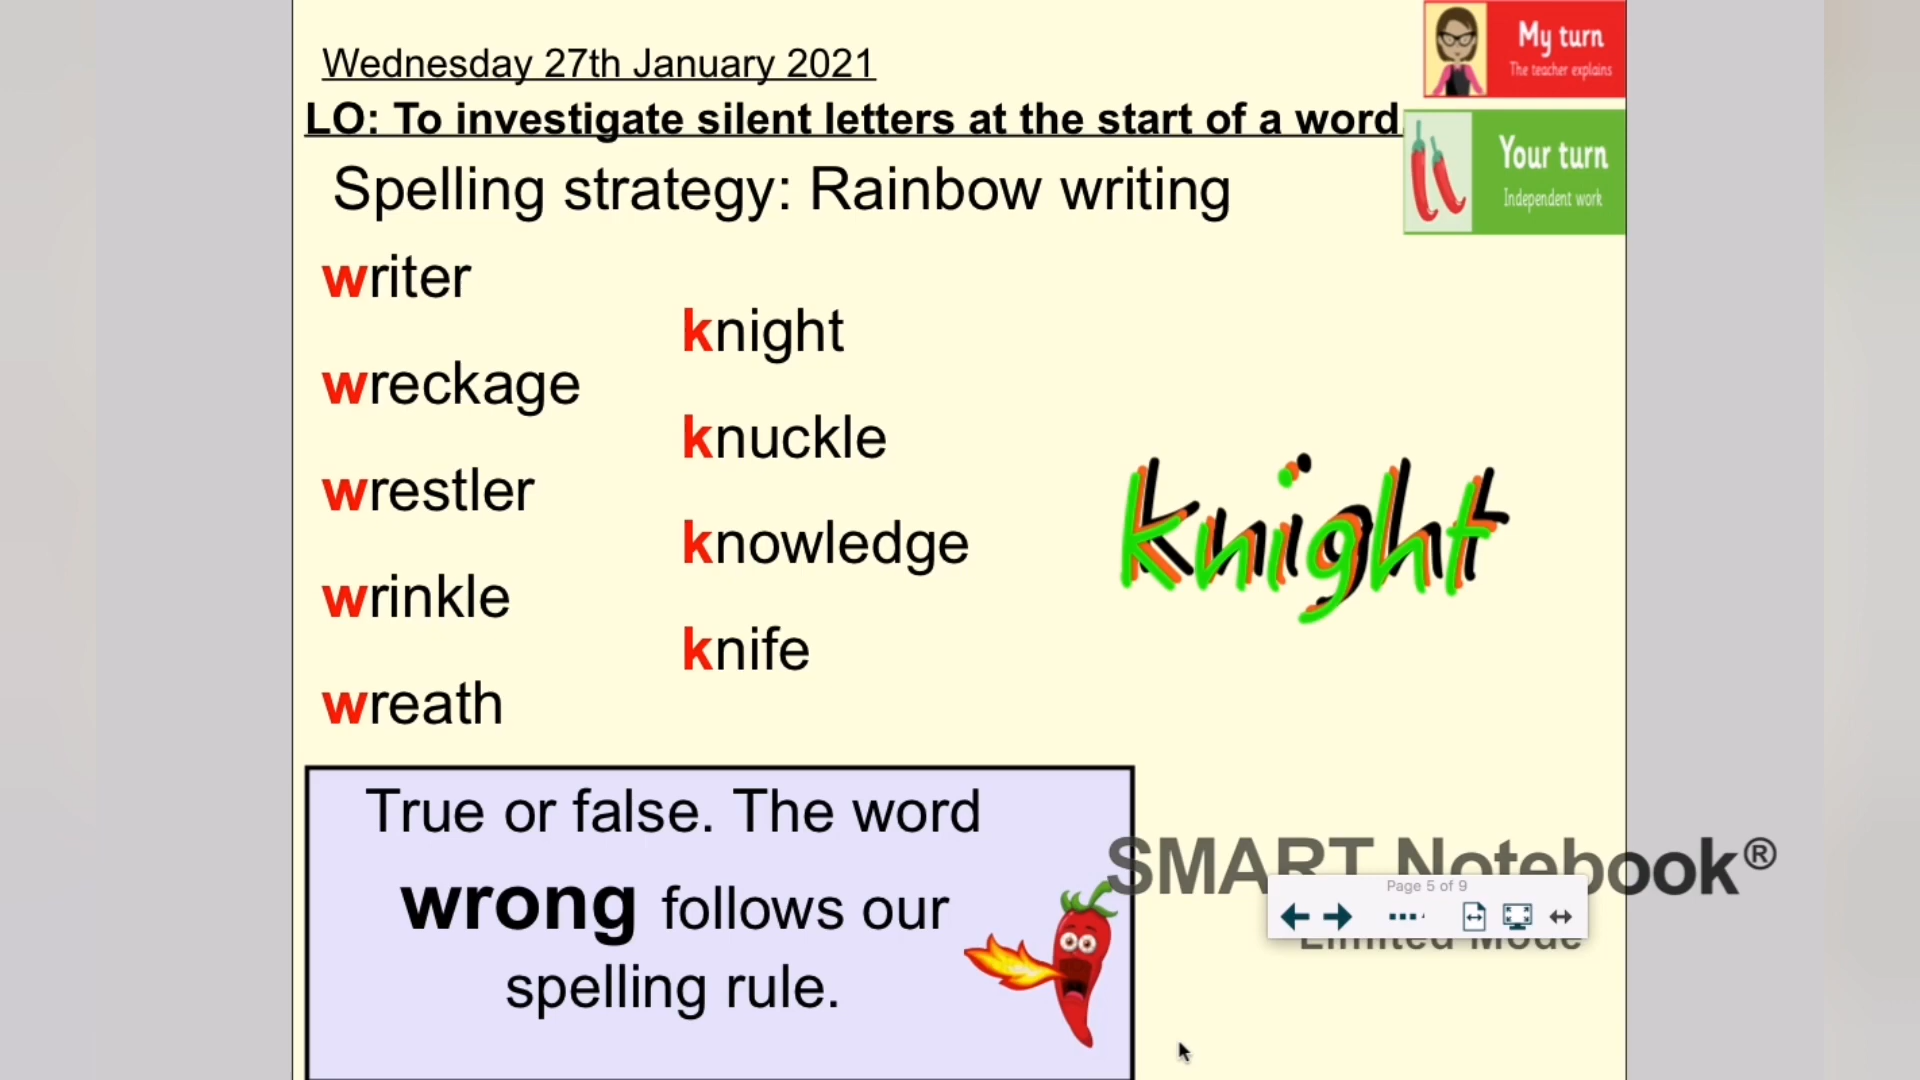 Wednesday 27th January 2021
My turn
The teacher explains
LO: To investigate silent letters at the start of a word
Your turn
Independent work
Spelling strategy: Rainbow writing
writer
knight
wreckage
knuckle
wrestler
knowledge
wrinkle
knife
wreath
knight
True or false. The word
wrong follows our
spelling rule.
SMART Notebook®
Page 5 of 9
Limited Mode